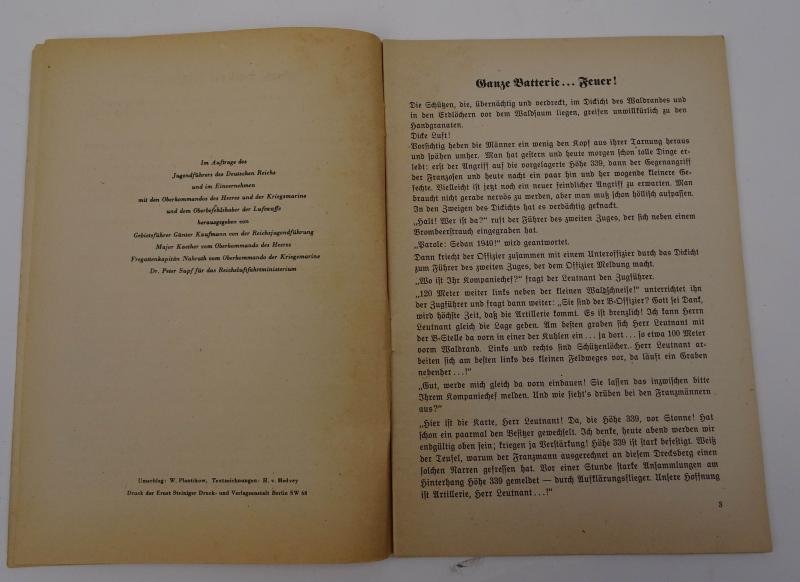 Im Auftrage des
Jugendführers des Deutschen Reichs
und im Einvernehmen
mit den Oberkommandos des Heeres und der Kriegsmarine
und dem Oberbefehlshaber der Luftwaffe
herausgegeben von
Gebietsführer Günter Kaufmann von der Reichsjugendführung
Major Kaether vom Oberkommando des Heeres
Fregattenkapitän Nahrath vom Oberkommando der Kriegsmarine
Dr. Peter Supf für das Reichsluftfahrtministerium
Umschlag: W. Plantikow, Textzeichnungen: H. v. Medvey
Druck der Ernst Steiniger Druck- und Verlagsanstalt Berlin SW 68
Ganze Batterie... Feuer!
Die Schützen, die, übernächtig und verdreckt, im Dickicht des Waldrandes und
in den Erdlöchern vor dem Waldsaum liegen, greifen unwillkürlich zu den
Handgranaten.
Dicke Luft!
Vorsichtig heben die Männer ein wenig den Kopf aus ihrer Tarnung heraus
und spähen umher. Man hat gestern und heute morgen schon tolle Dinge er-
lebt: erst der Angriff auf die vorgelagerte Höhe 339, dann der Gegenangriff
der Franzosen und heute nacht ein paar hin und her wogende kleinere Ge-
fechte. Vielleicht ist jetzt noch ein neuer feindlicher Angriff zu erwarten. Man
braucht nicht gerade nervös zu werden, aber man muß schon höllisch aufpassen.
In den Zweigen des Dickichts hat es verdächtig geknackt.
„Halt! Wer ist da?“ ruft der Führer des zweiten Zuges, der sich neben einem
Brombeerstrauch eingegraben hat.
„Parole: Sedan 1940!“ wird geantwortet.
Dann kriecht der Offizier zusammen mit einem Unteroffizier durch das Dickicht
zum Führer des zweiten Zuges, der dem Offizier Meldung macht.
„Wo ist Ihr Kompaniechef?“ fragt der Leutnant den Zugführer.
„120 Meter weiter links neben der kleinen Waldschneise!“ unterrichtet ihn
der Zugführer und fragt dann weiter: „Sie sind der B-Offizier? Gott sei Dank,
wird höchste Zeit, daß die Artillerie kommt. Es ist brenzlich! Ich kann Herrn
Leutnant gleich die Lage geben. Am besten graben sich Herr Leutnant mit
der B-Stelle da vorn in einer der Kuhlen ein... ja dort... so etwa 100 Meter
vorm Waldrand. Links und rechts sind Schützenlöcher. Herr Leutnant ar-
beiten sich am besten links des kleinen Feldweges vor, da läuft ein Graben
nebenher...!“
„Gut, werde mich gleich da vorn einbauen! Sie lassen das inzwischen bitte
Ihrem Kompaniechef melden. Und wie sieht's drüben bei den Franzmännern
aus?“
„Hier ist die Karte, Herr Leutnant! Da, die Höhe 339, vor Stonne! Hat
schon ein paarmal den Besitzer gewechselt. Ich denke, heute abend werden wir
endgültig oben sein; kriegen ja Verstärkung! Höhe 339 ist stark befestigt. Weiß
der Teufel, warum der Franzmann ausgerechnet an diesem Drecksberg einen
solchen Narren gefressen hat. Vor einer Stunde starke Ansammlungen am
Hinterhang Höhe 339 gemeldet — durch Aufklärungsflieger. Unsere Hoffnung
ist Artillerie, Herr Leutnant...!“
3